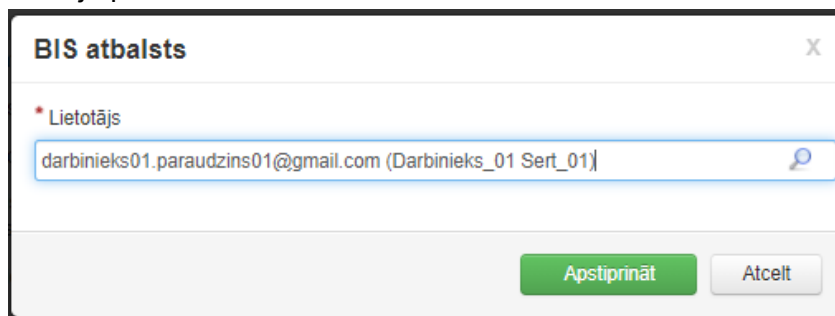 BIS atbalsts X
* Lietotājs
darbinieks01.paraudzins01@gmail.com (Darbinieks_01 Sert_01)
Apstiprināt Atcelt